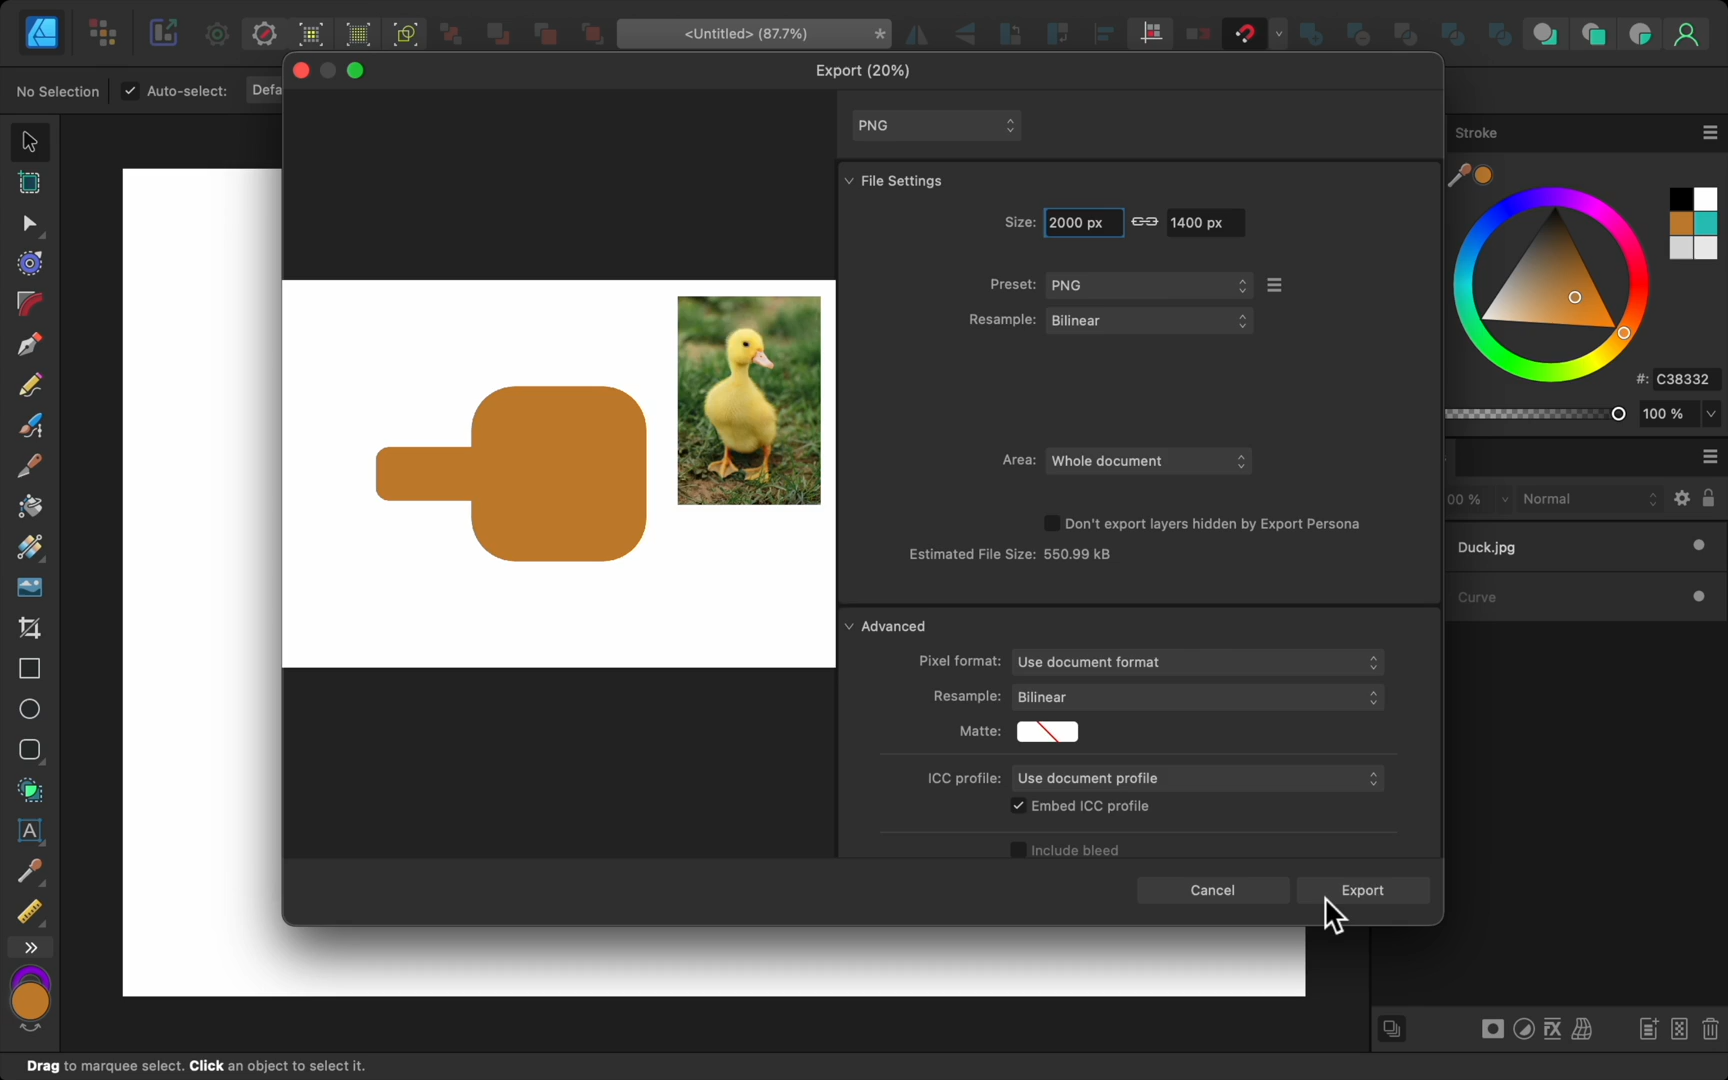 <Untitled> (87.7%)
*
No Selection
Auto-select:
Defa
Export (20%)
PNG
File Settings
Size: 2000 px 1400 px
Preset: PNG
Resample: Bilinear
Area: Whole document
Don't export layers hidden by Export Persona
Estimated File Size: 550.99 kB
Advanced
Pixel format: Use document format
Resample: Bilinear
Matte:
ICC profile: Use document profile
Embed ICC profile
Include bleed
Cancel
Export
Stroke
#: C38332
100 %
00 %
Normal
Duck.jpg
Curve
A
FX
Drag to marquee select. Click an object to select it.